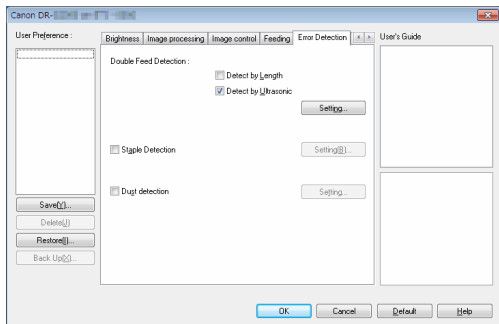 Canon DR-
User Preference :
Brightness Image processing Image control Feeding Error Detection
User's Guide
Double Feed Detection :
Detect by Length
Detect by Ultrasonic
Setting...
Staple Detection
Setting(B)...
Dust detection
Setting...
Save(Y)...
Delete(J)
Restore(I)...
Back Up(X)...
OK Cancel Default Help